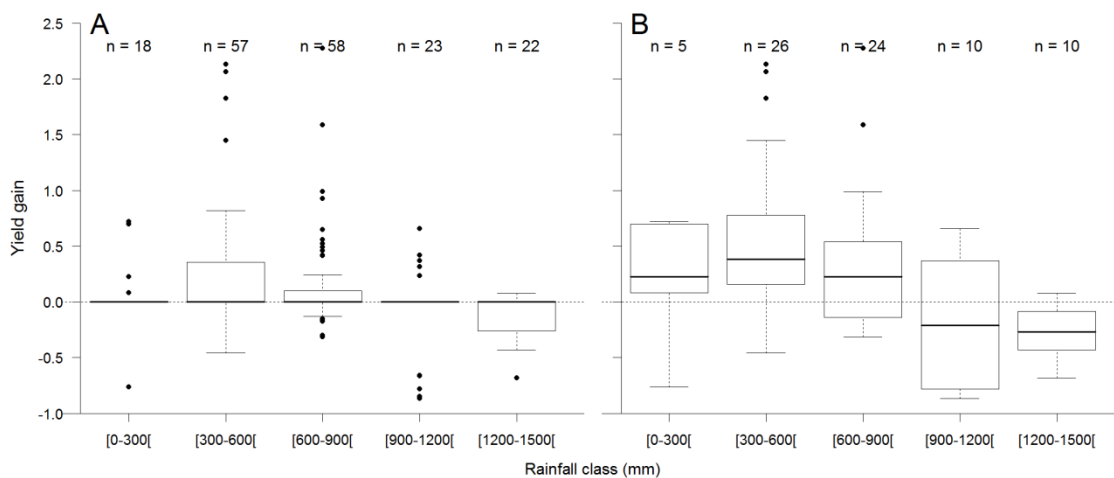 A
B
n = 18 n = 57 n = 58 n = 23 n = 22
n = 5 n = 26 n = 24 n = 10 n = 10
Yield gain
2.5
2.0
1.5
1.0
0.5
0.0
-0.5
-1.0
[0-300[ [300-600[ [600-900[ [900-1200[ [1200-1500[
[0-300[ [300-600[ [600-900[ [900-1200[ [1200-1500[
Rainfall class (mm)